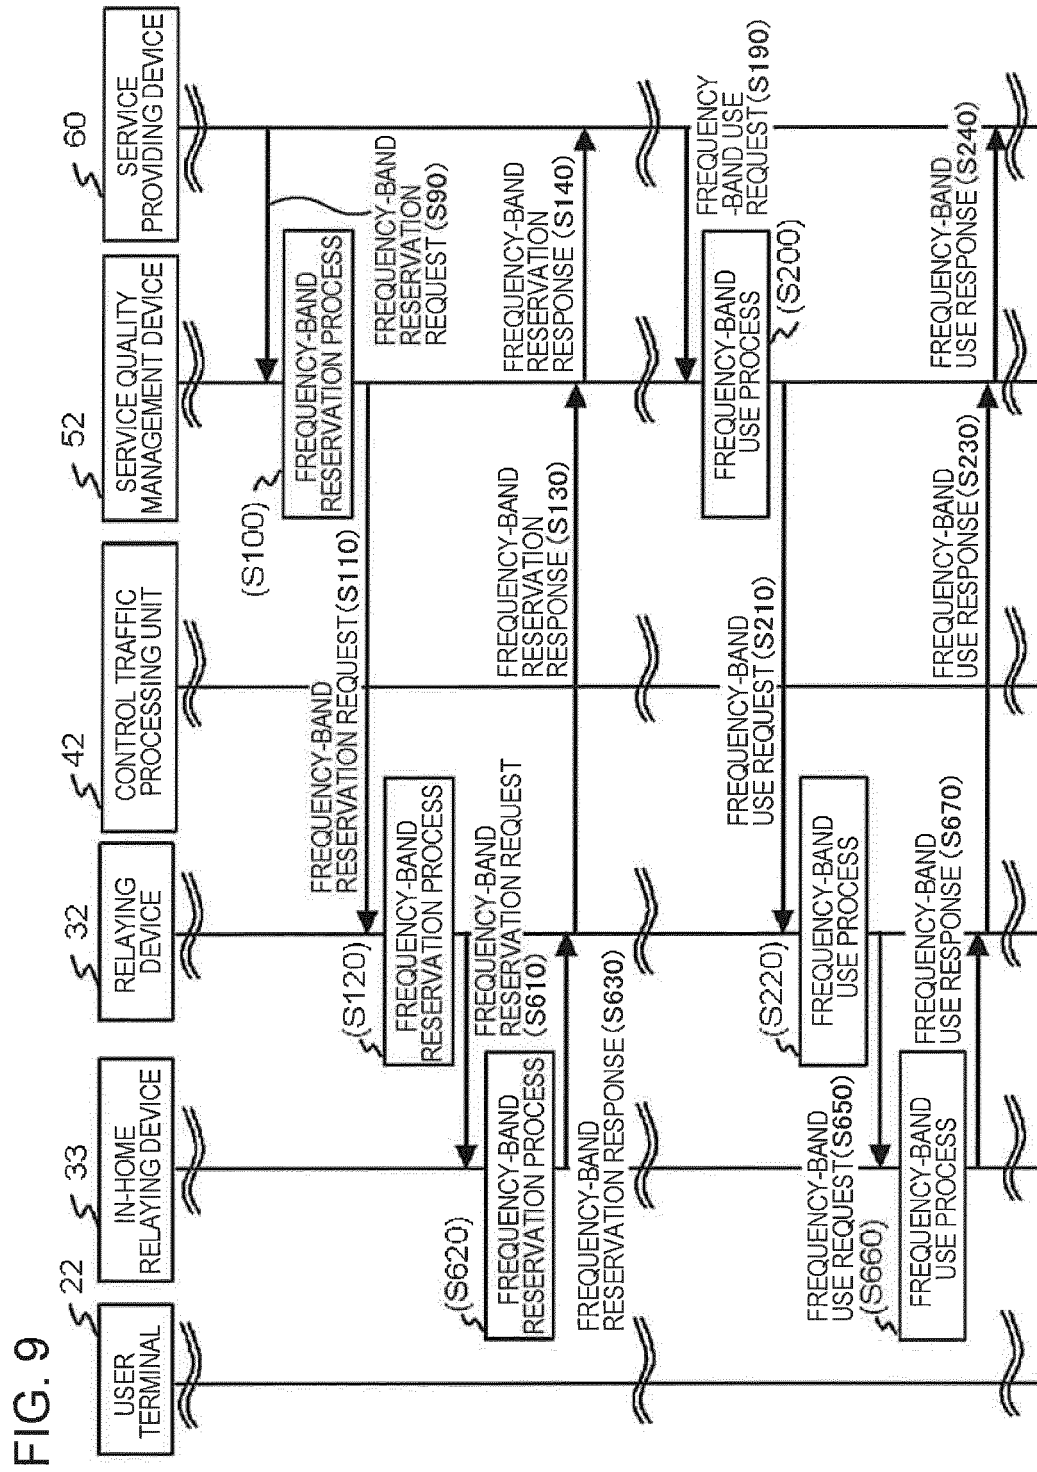 FIG. 9
22
USER
TERMINAL
33
IN-HOME
RELAYING DEVICE
32
RELAYING
DEVICE
42
CONTROL TRAFFIC
PROCESSING UNIT
52
SERVICE QUALITY
MANAGEMENT DEVICE
60
SERVICE
PROVIDING DEVICE
FREQUENCY-BAND
RESERVATION
REQUEST (S90)
(S100)
FREQUENCY-BAND
RESERVATION PROCESS
FREQUENCY-BAND
RESERVATION REQUEST(S110)
(S120)
FREQUENCY-BAND
RESERVATION PROCESS
FREQUENCY-BAND
RESERVATION REQUEST
(S610)
(S620)
FREQUENCY-BAND
RESERVATION PROCESS
FREQUENCY-BAND
RESERVATION RESPONSE(S630)
FREQUENCY-BAND
RESERVATION
RESPONSE (S130)
FREQUENCY-BAND
RESERVATION
RESPONSE (S140)
FREQUENCY
-BAND USE
REQUEST(S190)
FREQUENCY-BAND
USE PROCESS
(S200)
FREQUENCY-BAND
USE REQUEST(S210)
(S220)
FREQUENCY-BAND
USE PROCESS
FREQUENCY-BAND
USE REQUEST(S650)
(S660)
FREQUENCY-BAND
USE PROCESS
FREQUENCY-BAND
USE RESPONSE (S670)
FREQUENCY-BAND
USE RESPONSE(S230)
FREQUENCY-BAND
USE RESPONSE (S240)